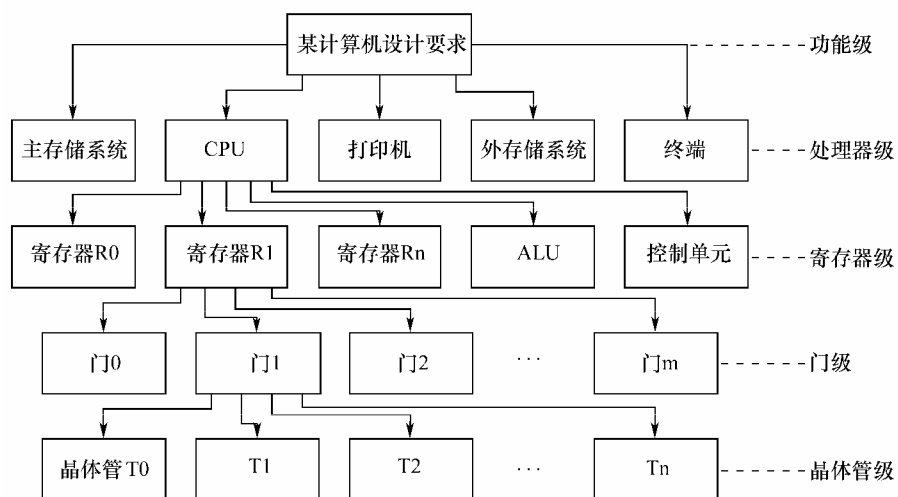 某计算机设计要求
功能级
主存储系统
CPU
打印机
外存储系统
终端
处理器级
寄存器R0
寄存器R1
寄存器Rn
ALU
控制单元
寄存器级
门0
门1
门2
···
门m
门级
晶体管T0
T1
T2
···
Tn
晶体管级